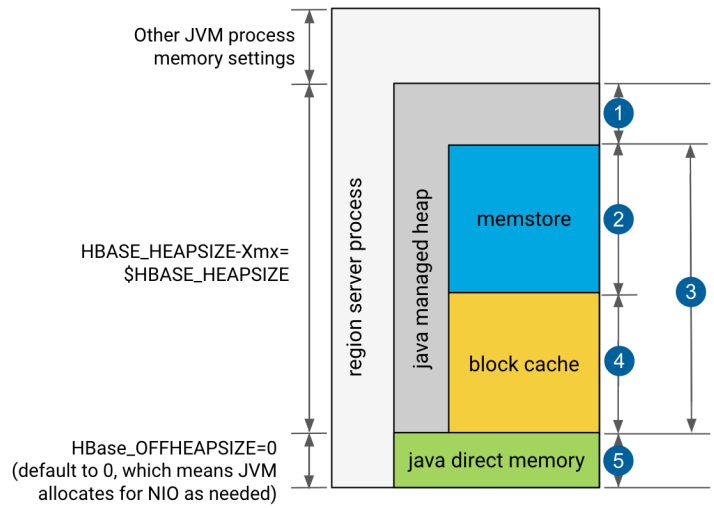 Other JVM process
memory settings
1
memstore
2
region server process
java managed heap
HBASE_HEAPSIZE-Xmx=
$HBASE_HEAPSIZE
3
block cache
4
HBase_OFFHEAPSIZE=0
(default to 0, which means JVM
allocates for NIO as needed)
java direct memory
5